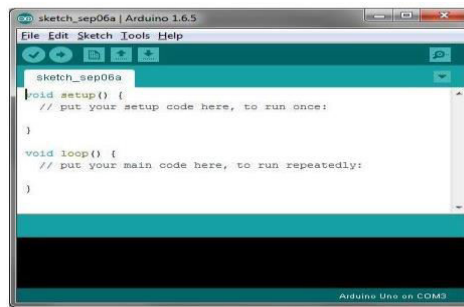 sketch_sep06a | Arduino 1.6.5
File Edit Sketch Tools Help
sketch_sep06a
void setup() {
// put your setup code here, to run once:
}
void loop() {
// put your main code here, to run repeatedly:
}
Arduino Uno on COM3